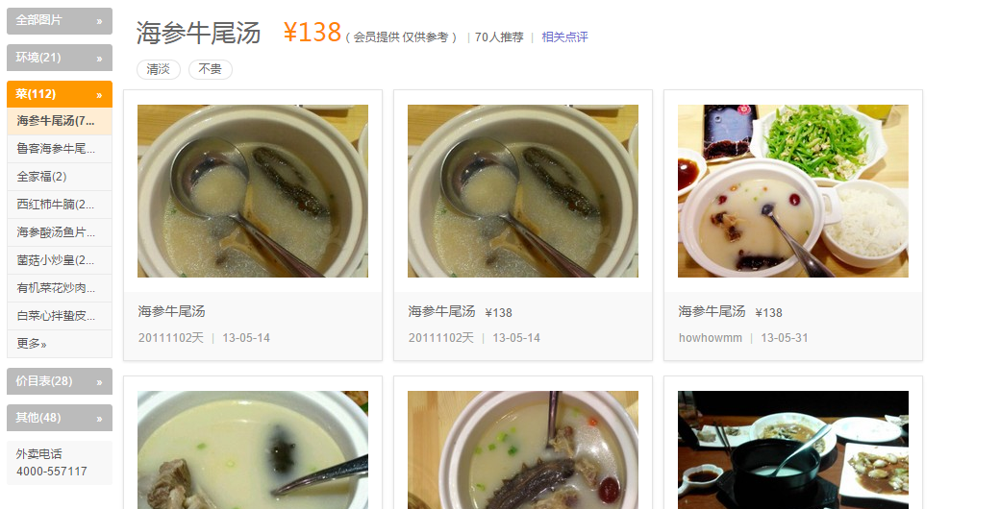 全部图片 »
环境(21) »
菜(112) »
海参牛尾汤(7...
鲁客海参牛尾...
全家福(2)
西红柿牛腩(2...
海参酸汤鱼片...
菌菇小炒皇(2...
有机菜花炒肉...
白菜心拌蛰皮...
更多»
价目表(28) »
其他(48) »
外卖电话
4000-557117
海参牛尾汤 ¥138 ( 会员提供 仅供参考 ) | 70人推荐 | 相关点评
清淡 不贵
海参牛尾汤
20111102天 | 13-05-14
海参牛尾汤 ¥138
20111102天 | 13-05-14
海参牛尾汤 ¥138
howhowmm | 13-05-31